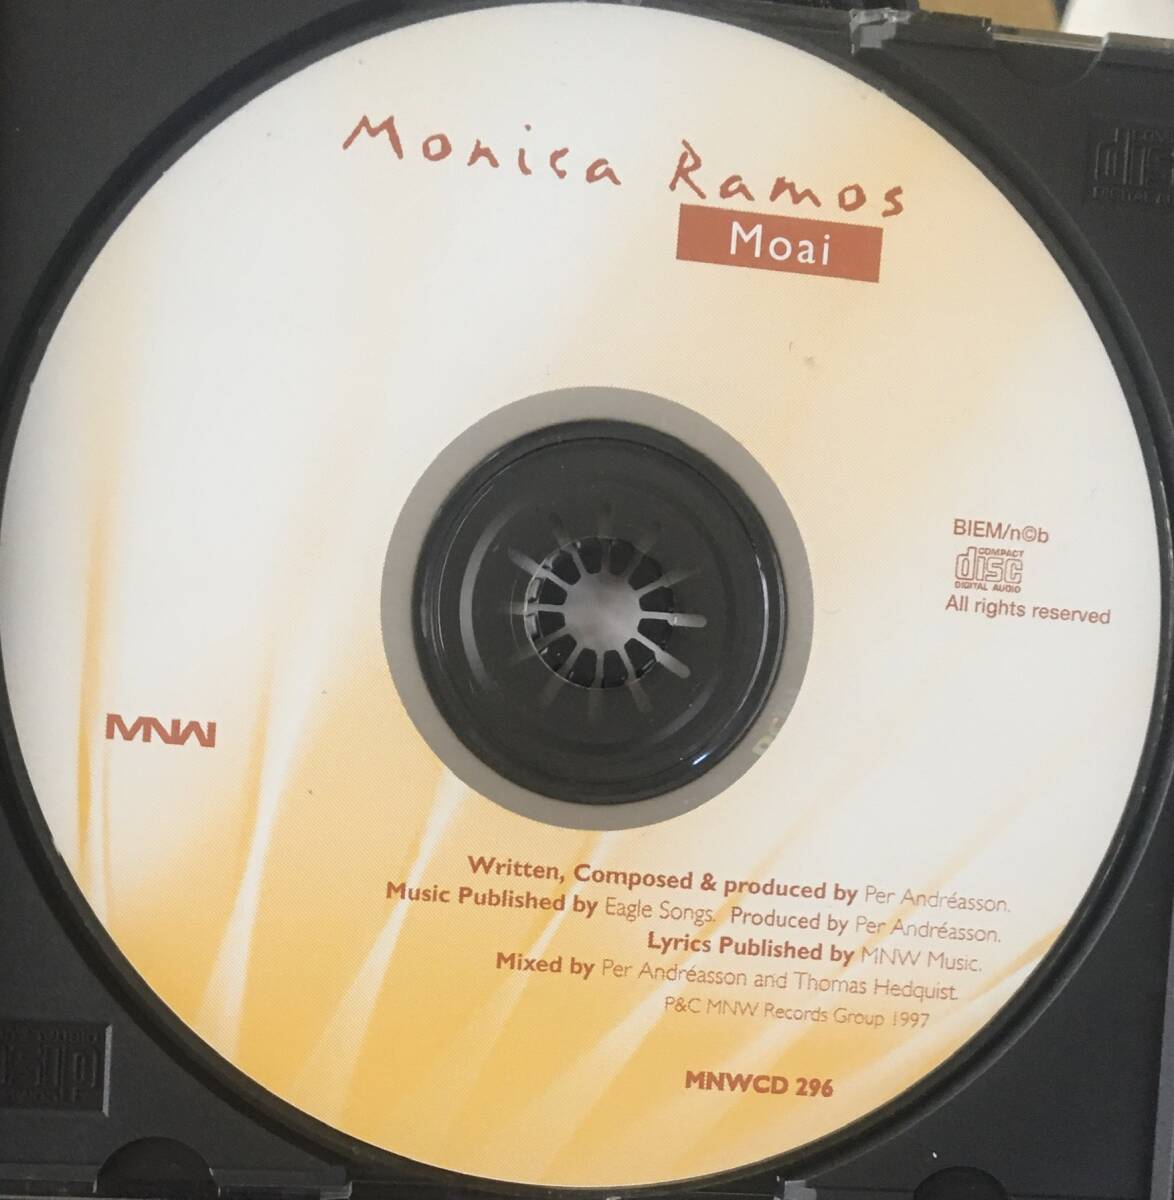 Monica Ramos
Moai
BIEM/n©b
COMPACT
disc
DIGITAL AUDIO
All rights reserved
MNW
Written, Composed & produced by Per Andréasson.
Music Published by Eagle Songs. Produced by Per Andréasson.
Lyrics Published by MNW Music.
Mixed by Per Andréasson and Thomas Hedquist.
P&C MNW Records Group 1997
MNWCD 296